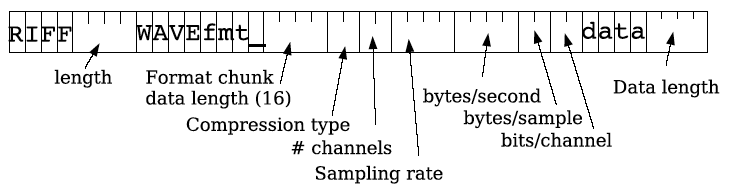 RIFF WAVEfmt_ data
length
Format chunk
data length (16)
Compression type
# channels
Sampling rate
bytes/second
bytes/sample
bits/channel
Data length